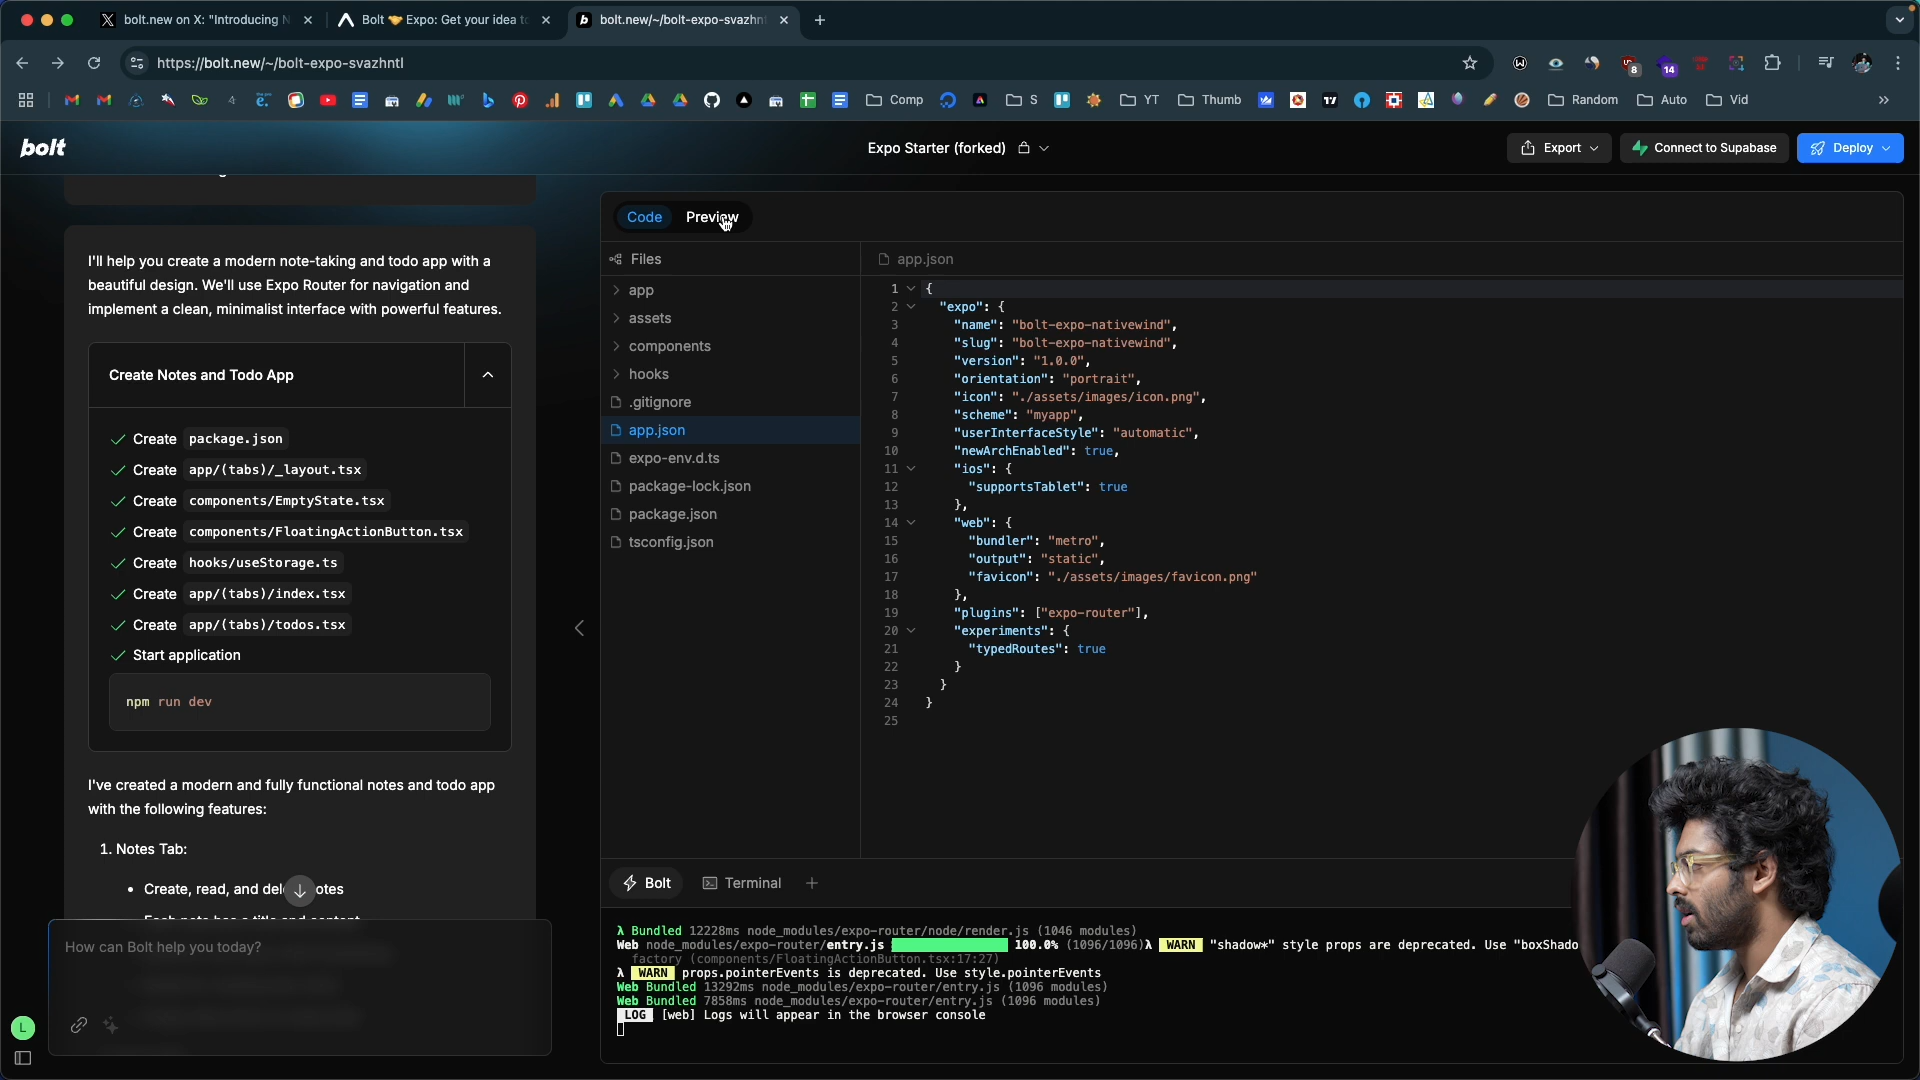 bolt.new on X: "Introducing N
Bolt 🤝 Expo: Get your idea to
bolt.new/~/bolt-expo-svazhntl
https://bolt.new/~/bolt-expo-svazhntl
8
14
Comp
S
YT
Thumb
Random
Auto
Vid
bolt
Expo Starter (forked)
Export
Connect to Supabase
Deploy
I'll help you create a modern note-taking and todo app with a
beautiful design. We'll use Expo Router for navigation and
implement a clean, minimalist interface with powerful features.
Create Notes and Todo App
Create package.json
Create app/(tabs)/_layout.tsx
Create components/EmptyState.tsx
Create components/FloatingActionButton.tsx
Create hooks/useStorage.ts
Create app/(tabs)/index.tsx
Create app/(tabs)/todos.tsx
Start application
npm run dev
I've created a modern and fully functional notes and todo app
with the following features:
1. Notes Tab:
• Create, read, and del otes
How can Bolt help you today?
L
Code
Preview
Files
app
assets
components
hooks
.gitignore
app.json
expo-env.d.ts
package-lock.json
package.json
tsconfig.json
app.json
1 {
2 "expo": {
3 "name": "bolt-expo-nativewind",
4 "slug": "bolt-expo-nativewind",
5 "version": "1.0.0",
6 "orientation": "portrait",
7 "icon": "./assets/images/icon.png",
8 "scheme": "myapp",
9 "userInterfaceStyle": "automatic",
10 "newArchEnabled": true,
11 "ios": {
12 "supportsTablet": true
13 },
14 "web": {
15 "bundler": "metro",
16 "output": "static",
17 "favicon": "./assets/images/favicon.png"
18 },
19 "plugins": ["expo-router"],
20 "experiments": {
21 "typedRoutes": true
22 }
23 }
24 }
25
Bolt
Terminal
λ Bundled 12228ms node_modules/expo-router/node/render.js (1046 modules)
Web node_modules/expo-router/entry.js 100.0% (1096/1096)λ WARN "shadow*" style props are deprecated. Use "boxShado
factory (components/FloatingActionButton.tsx:17:27)
λ WARN props.pointerEvents is deprecated. Use style.pointerEvents
Web Bundled 13292ms node_modules/expo-router/entry.js (1096 modules)
Web Bundled 7858ms node_modules/expo-router/entry.js (1096 modules)
LOG [web] Logs will appear in the browser console